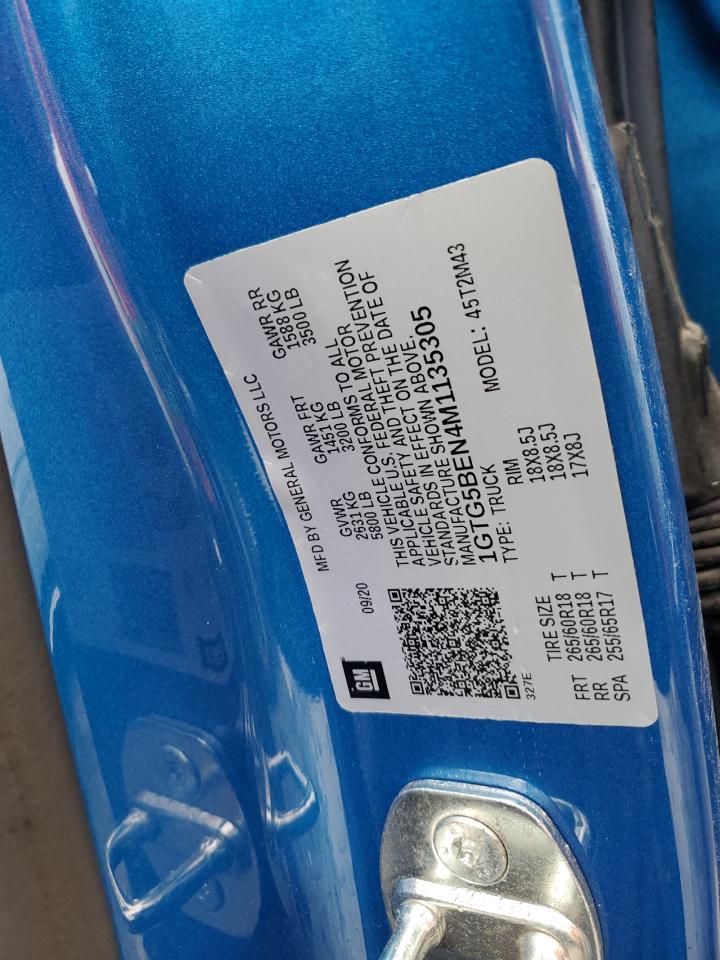 GM
09/20
MFD BY GENERAL MOTORS LLC
GVWR GAWR FRT GAWR RR
2631 KG 1451 KG 1588 KG
5800 LB 3200 LB 3500 LB
THIS VEHICLE CONFORMS TO ALL
APPLICABLE U.S. FEDERAL MOTOR
VEHICLE SAFETY AND THEFT PREVENTION
STANDARDS IN EFFECT ON THE DATE OF
MANUFACTURE SHOWN ABOVE.
1GTG5BEN4M1135305
TYPE: TRUCK MODEL: 45T2M43
327E
TIRE SIZE RIM
FRT 265/60R18 T 18X8.5J
RR 265/60R18 T 18X8.5J
SPA 255/65R17 T 17X8J